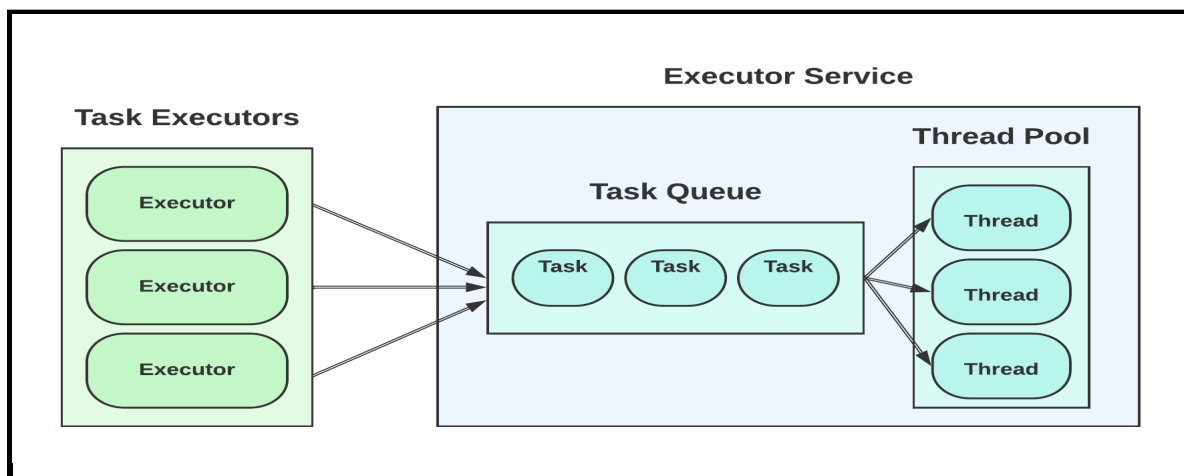 Executor Service
Task Executors
Thread Pool
Task Queue
Executor
Executor
Executor
Task Task Task
Thread
Thread
Thread